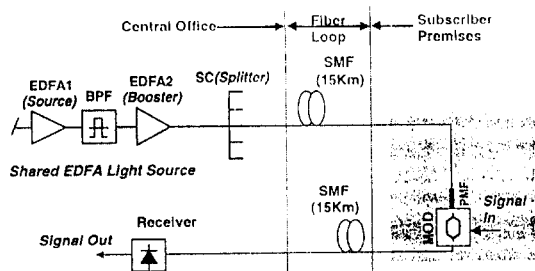 Central Office
Fiber
Loop
Subscriber
Premises
EDFA1
(Source)
BPF
EDFA2
(Booster)
SC(Splitter)
SMF
(15Km)
Shared EDFA Light Source
SMF
(15Km)
PMF
MOD
Signal
In
Receiver
Signal Out